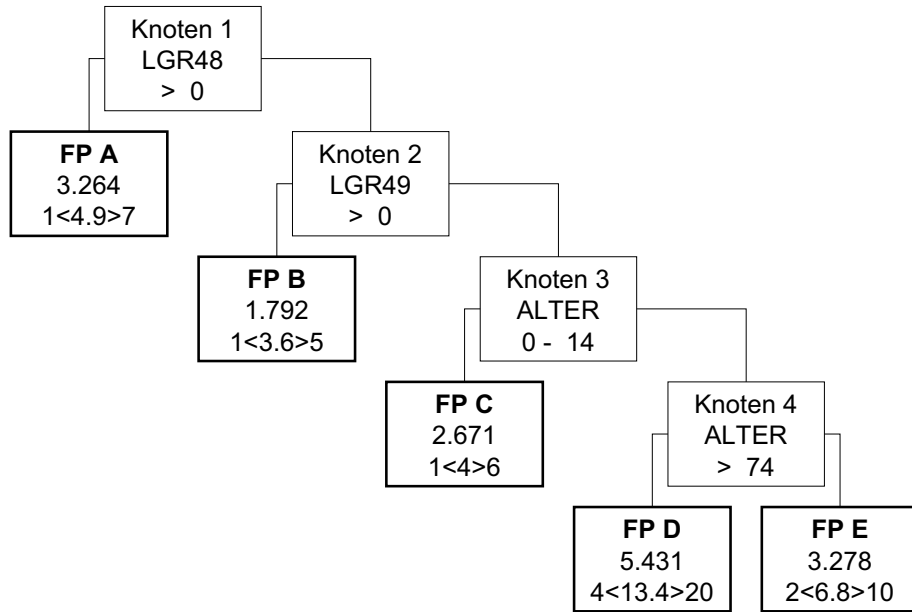 Knoten 1
LGR48
> 0
FP A
3.264
1<4.9>7
Knoten 2
LGR49
> 0
FP B
1.792
1<3.6>5
Knoten 3
ALTER
0 - 14
FP C
2.671
1<4>6
Knoten 4
ALTER
> 74
FP D
5.431
4<13.4>20
FP E
3.278
2<6.8>10